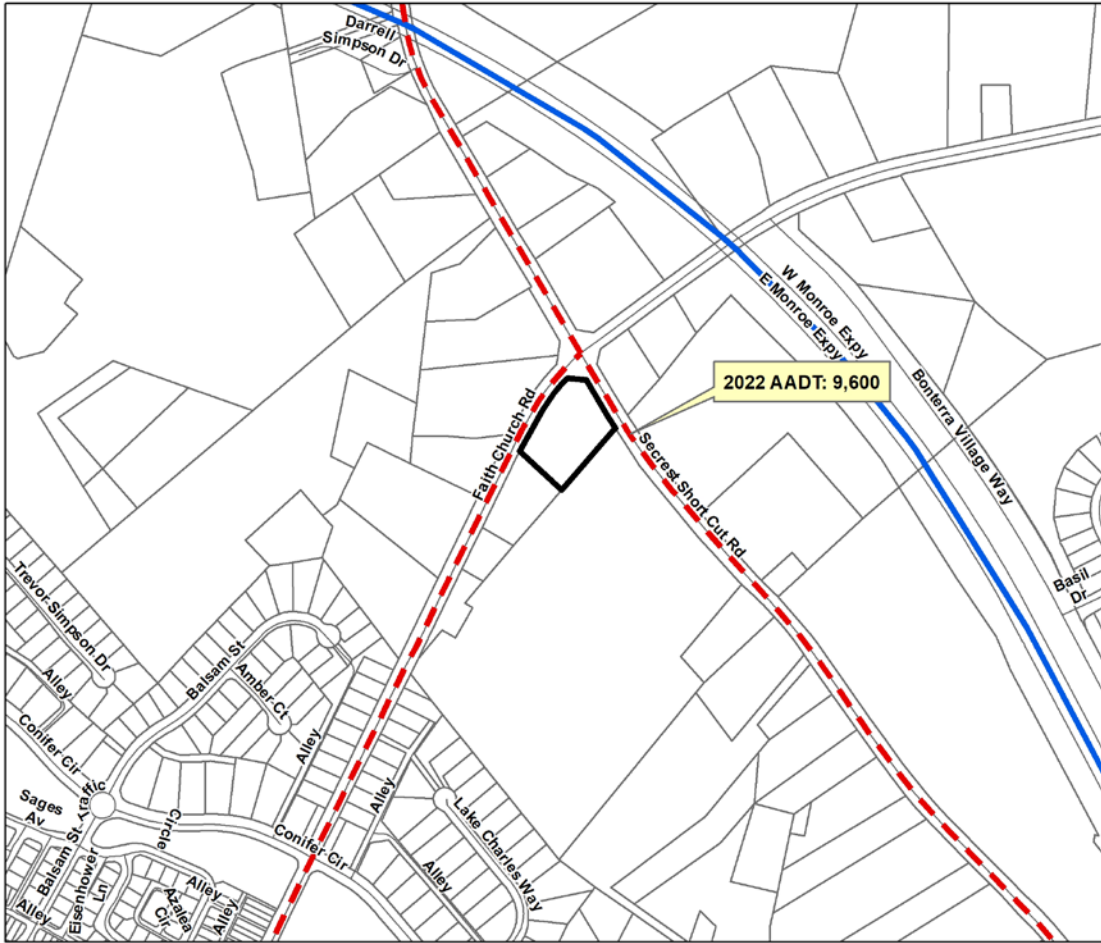 Darrell
Simpson Dr
W Monroe Expy
E Monroe Expy
2022 AADT: 9,600
Bonterra Village Way
Faith Church Rd
Secrest Short Cut Rd
Basil
Dr
Trevor Simpson Dr
Balsam St
Amber Ct
Alley
Alley
Conifer Cir
Alley
Sages
Av
Traffic
Circle
Conifer Cir
Lake Charles Way
Balsam St
Eisenhower
Ln
Alley
Alley
Azalea
Cir
Alley
Alley